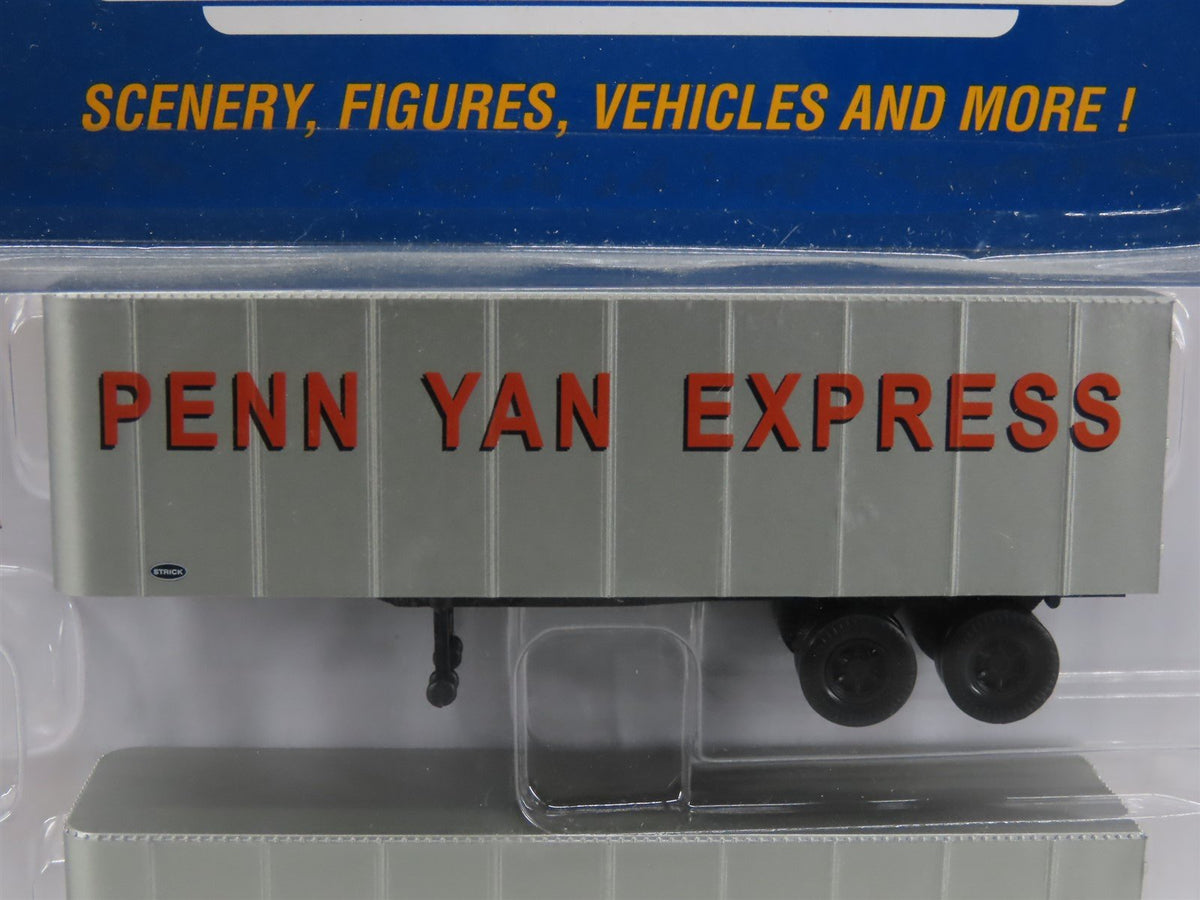 SCENERY, FIGURES, VEHICLES AND MORE !
PENN YAN EXPRESS
STRICK